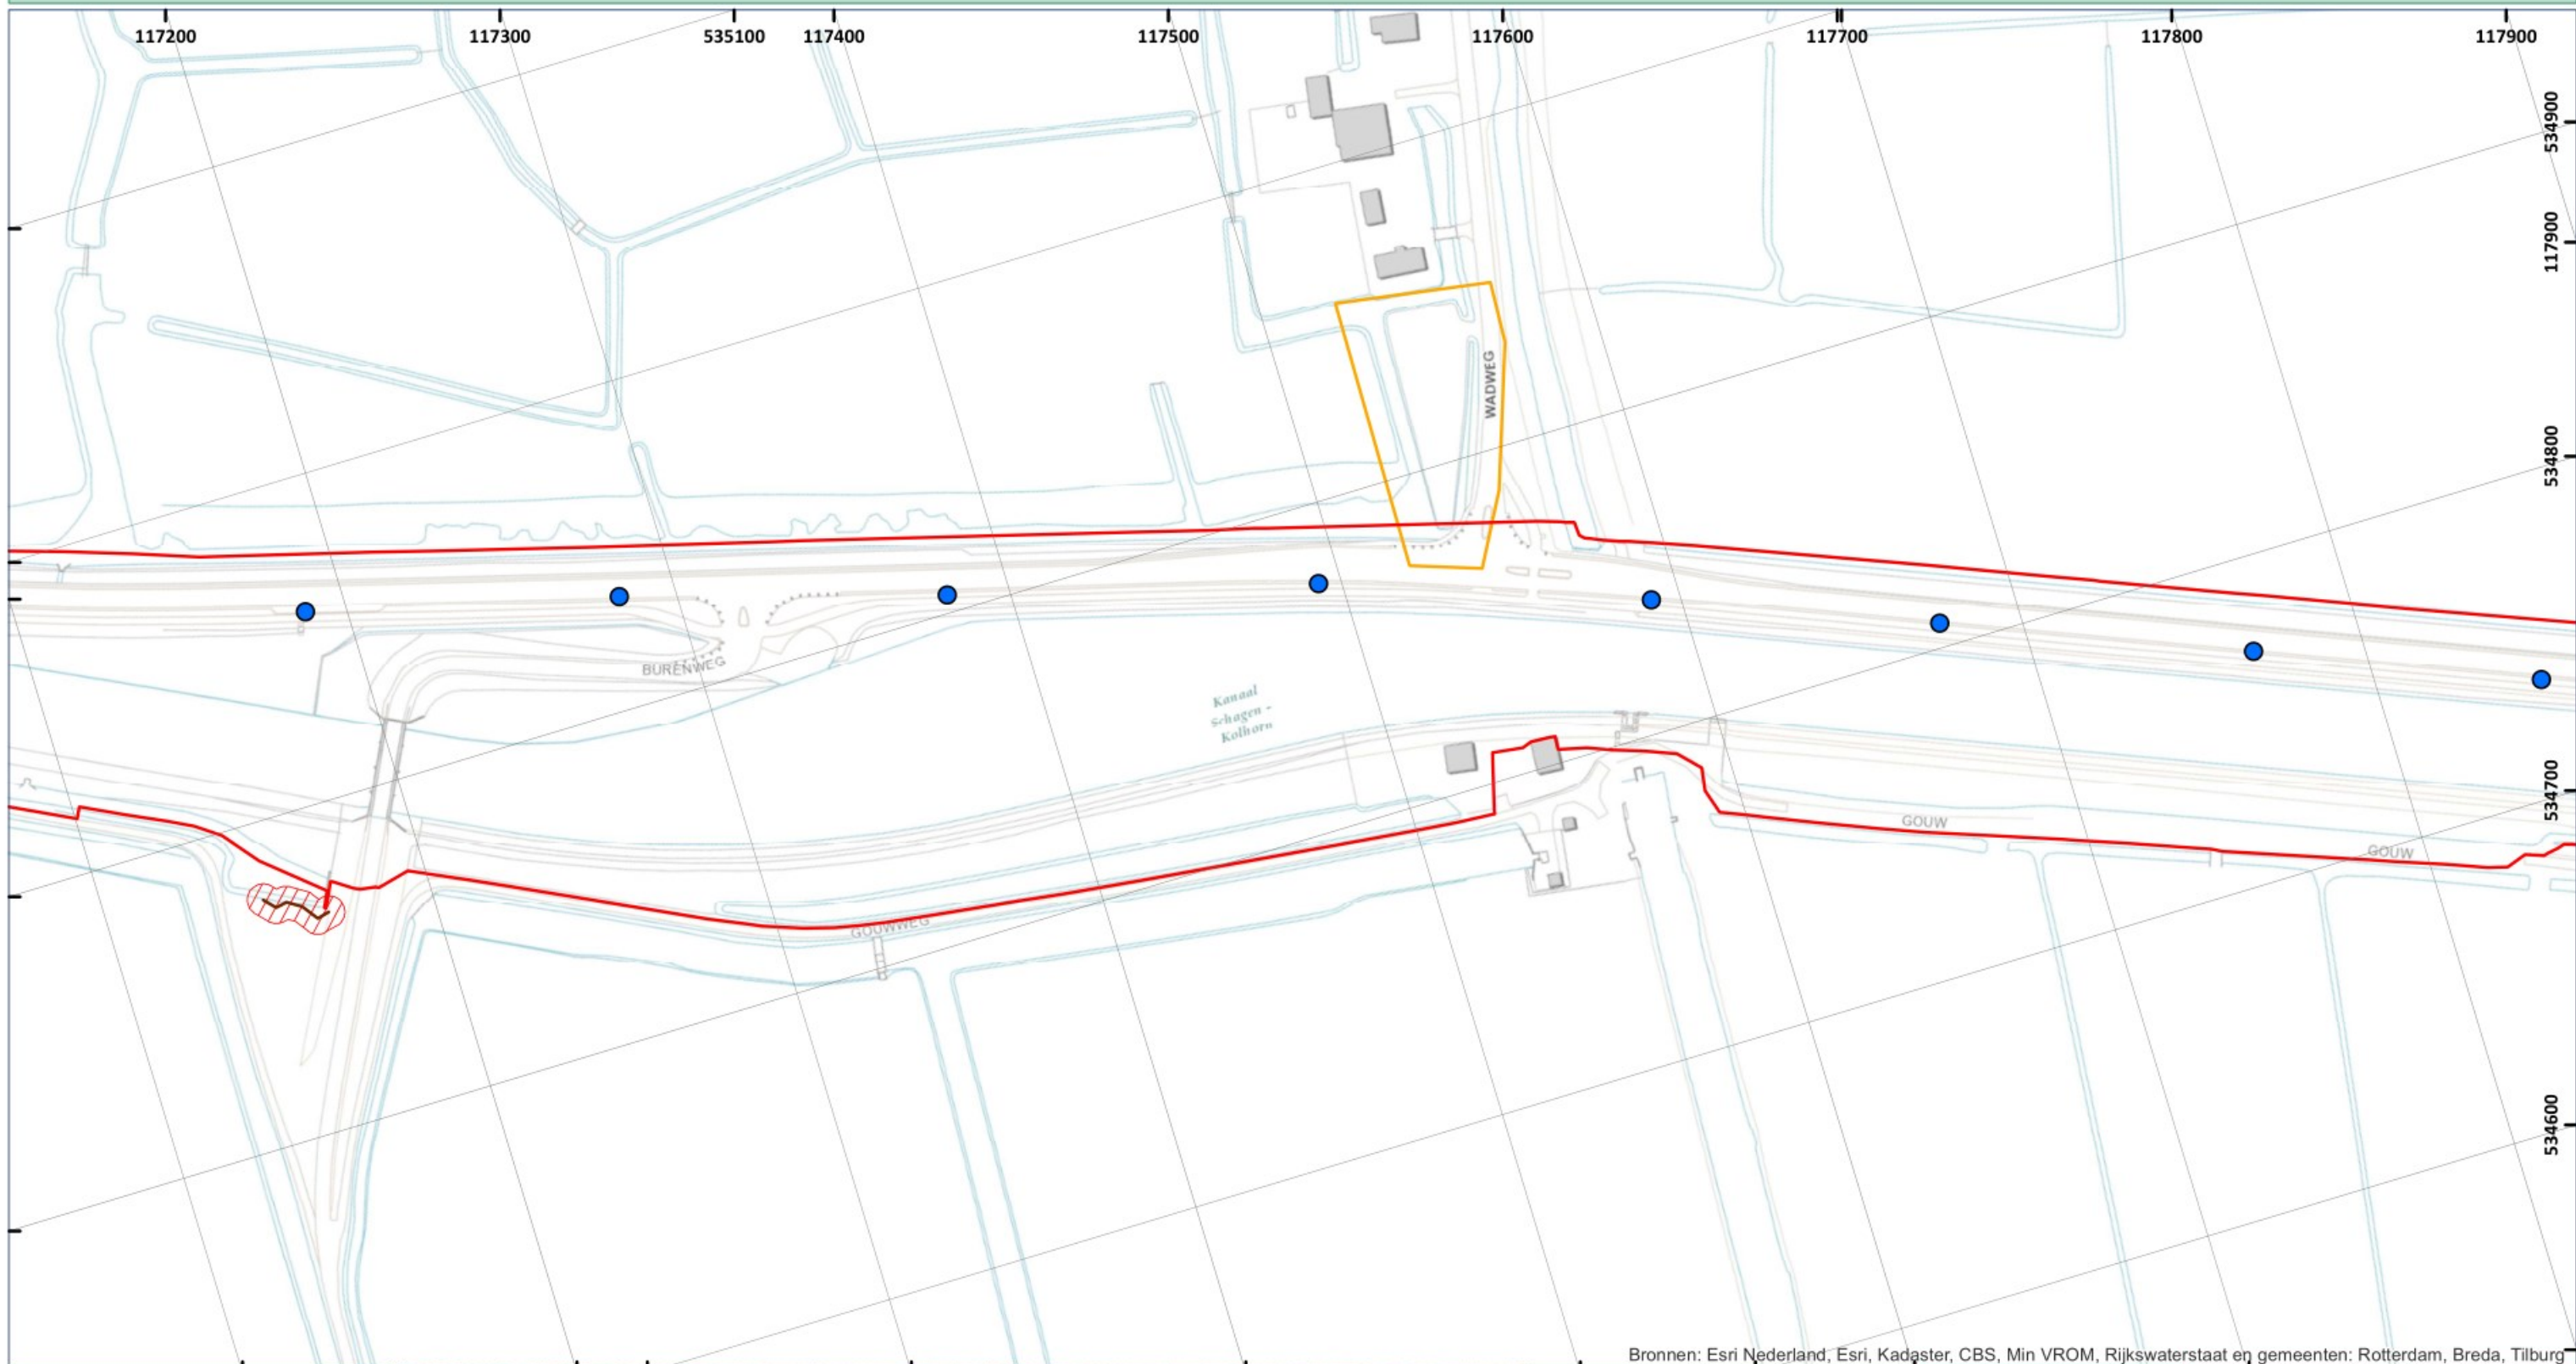 117200
117300
535100
117400
117500
117600
117700
117800
117900
534900
117900
WADWEG
534800
BURENWEG
Kanaal
Schagen -
Kolhorn
534700
GOUW
GOUW
GOUWWEG
534600
Bronnen: Esri Nederland, Esri, Kadaster, CBS, Min VROM, Rijkswaterstaat en gemeenten: Rotterdam, Breda, Tilburg